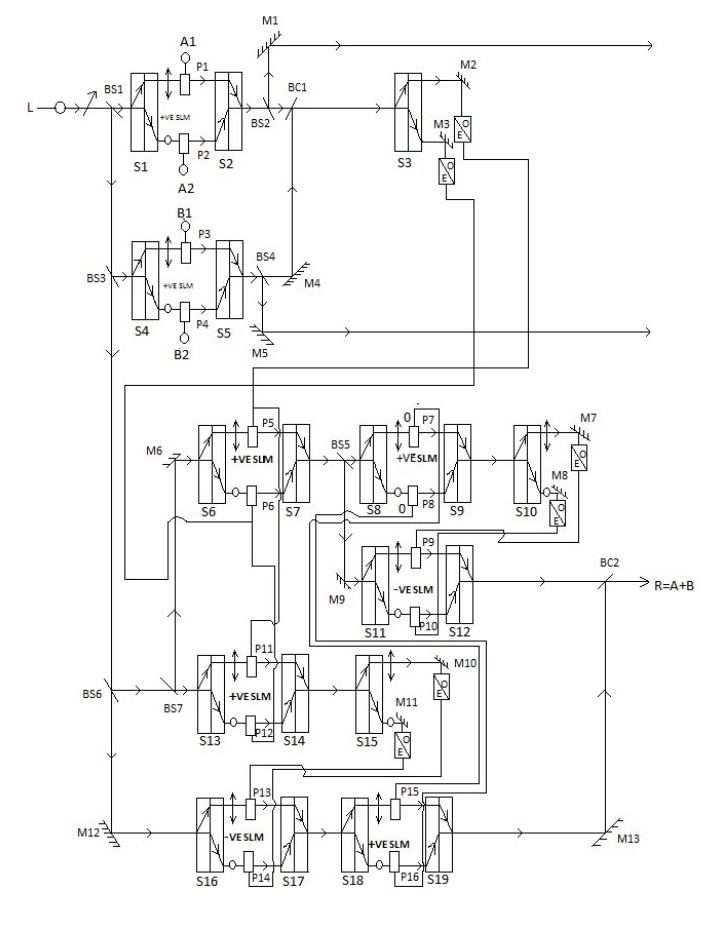 M1
A1
P1
M2
L
BS1
BS2
BC1
+VE SLM
M3
O
E
P2
S1
S2
S3
O
E
A2
B1
P3
BS3
BS4
+VE SLM
M4
P4
S4
S5
B2
M5
M6
P5
BS5
O
P7
M7
+VE SLM
+VE SLM
O
E
M8
P6
P8
S6
S7
S8
O
S9
S10
O
E
P9
BC2
M9
-VE SLM
R=A+B
P10
S11
S12
P11
M10
BS6
BS7
+VE SLM
O
E
M11
P12
S13
S14
S15
O
E
P13
P15
M12
-VE SLM
+VE SLM
M13
P14
P16
S16
S17
S18
S19